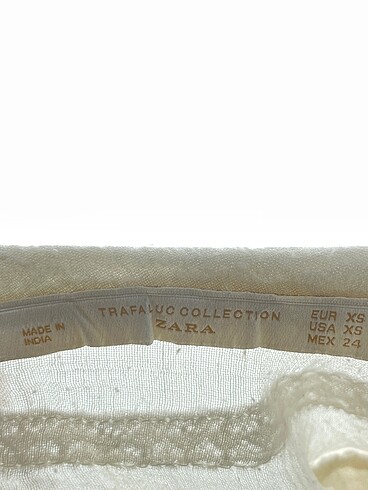 MADE IN
INDIA
TRAFALUC COLLECTION
ZARA
EUR XS
USA XS
MEX 24